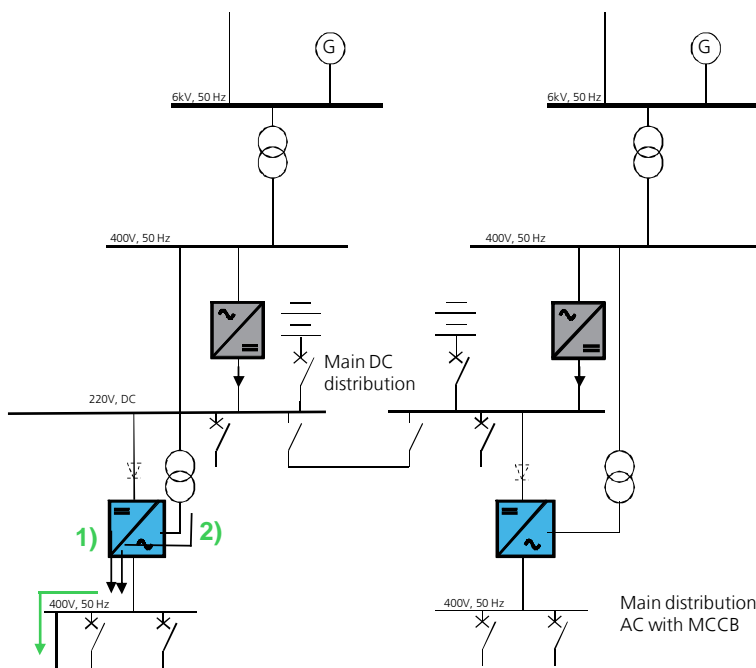 G
G
6kV, 50 Hz
6kV, 50 Hz
400V, 50 Hz
400V, 50 Hz
Main DC
distribution
220V, DC
1)
2)
400V, 50 Hz
400V, 50 Hz
Main distribution
AC with MCCB